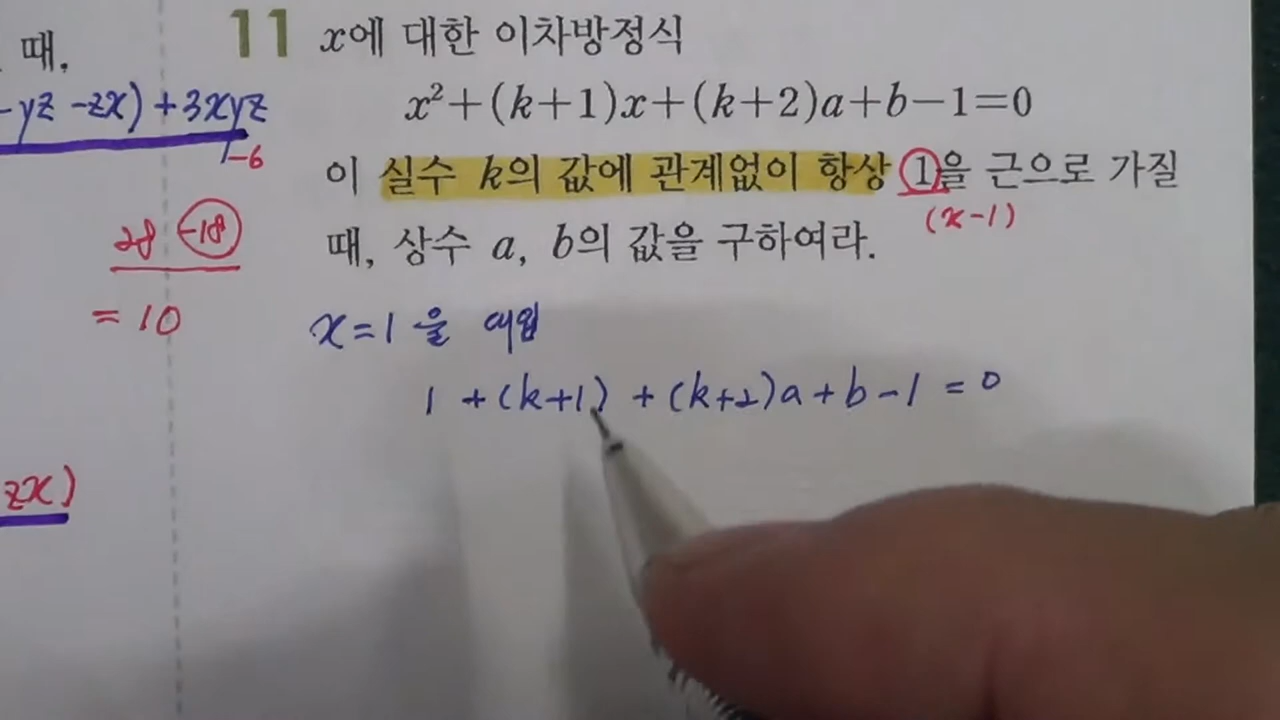 때,
-yz -zx) +3xyz
-6
28 -18
= 10
zx)
11 x에 대한 이차방정식
x²+(k+1)x+(k+2)a+b-1=0
이 실수 k의 값에 관계없이 항상 1을 근으로 가질
(x-1)
때, 상수 a, b의 값을 구하여라.
x=1 을 대입
1 +(k+1) +(k+2)a+b-1 = 0